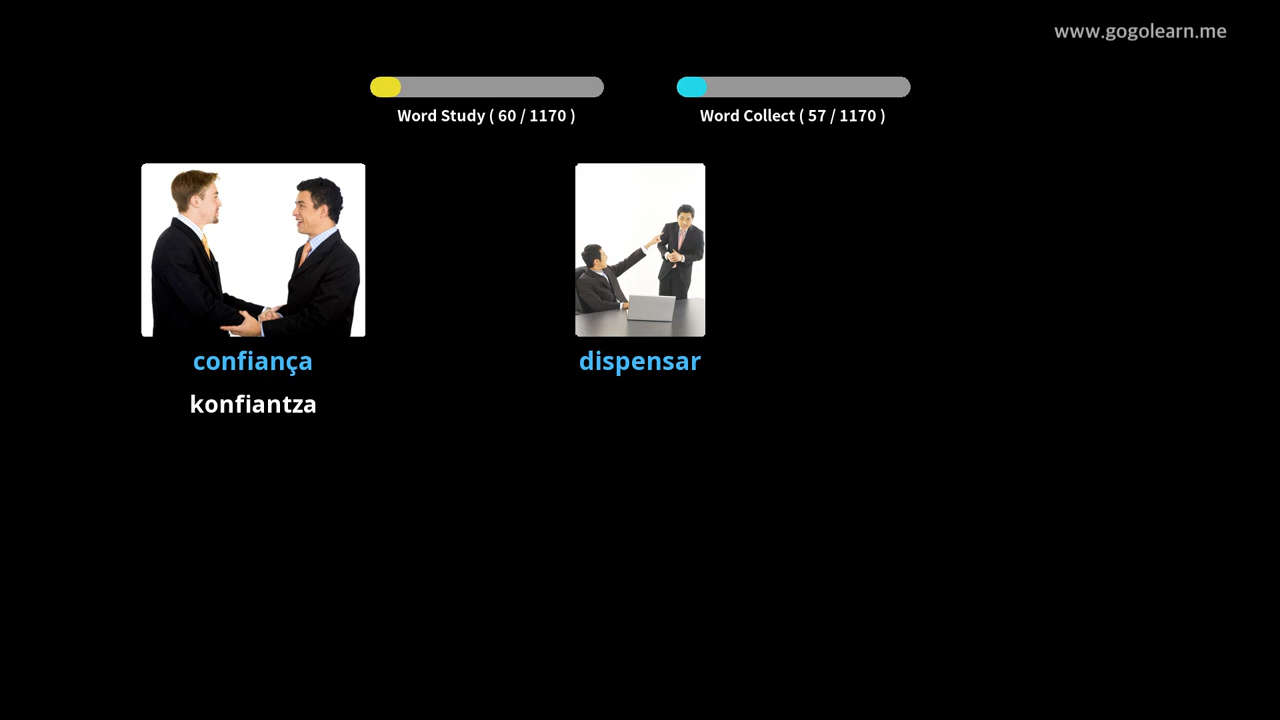 www.gogolearn.me
Word Study ( 60 / 1170 )
Word Collect ( 57 / 1170 )
confiança
dispensar
konfiantza